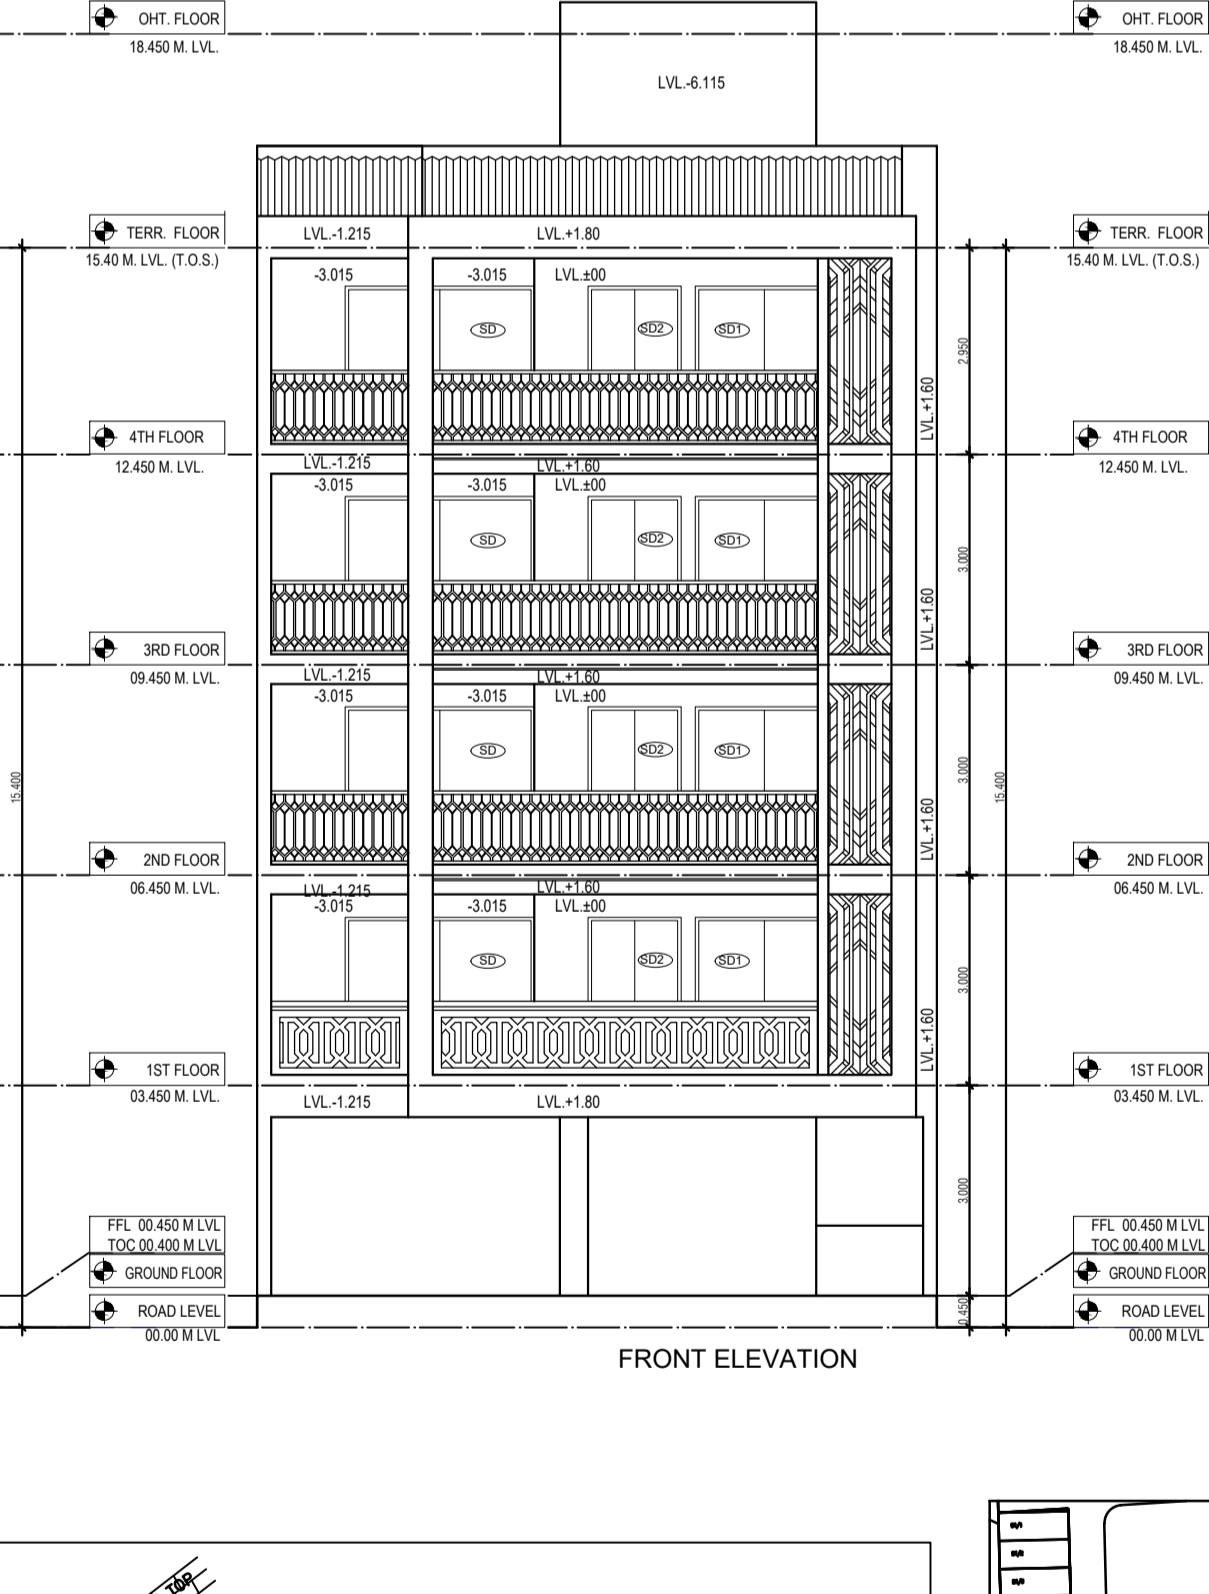 OHT. FLOOR
18.450 M. LVL.
OHT. FLOOR
18.450 M. LVL.
LVL.-6.115
TERR. FLOOR
15.40 M. LVL. (T.O.S.)
LVL.-1.215
LVL.+1.80
TERR. FLOOR
15.40 M. LVL. (T.O.S.)
-3.015
-3.015
LVL.±00
SD
SD2
SD1
2.950
LVL.+1.60
4TH FLOOR
12.450 M. LVL.
4TH FLOOR
12.450 M. LVL.
LVL.-1.215
LVL.+1.60
-3.015
-3.015
LVL.±00
SD
SD2
SD1
3.000
LVL.+1.60
3RD FLOOR
09.450 M. LVL.
3RD FLOOR
09.450 M. LVL.
LVL.-1.215
LVL.+1.60
-3.015
-3.015
LVL.±00
SD
SD2
SD1
3.000
15.400
15.400
LVL.+1.60
2ND FLOOR
06.450 M. LVL.
2ND FLOOR
06.450 M. LVL.
LVL.-1.215
LVL.+1.60
-3.015
-3.015
LVL.±00
SD
SD2
SD1
3.000
LVL.+1.60
1ST FLOOR
03.450 M. LVL.
1ST FLOOR
03.450 M. LVL.
LVL.-1.215
LVL.+1.80
3.000
FFL 00.450 M LVL
TOC 00.400 M LVL
GROUND FLOOR
FFL 00.450 M LVL
TOC 00.400 M LVL
GROUND FLOOR
0.450
ROAD LEVEL
00.00 M LVL
ROAD LEVEL
00.00 M LVL
FRONT ELEVATION
TOP